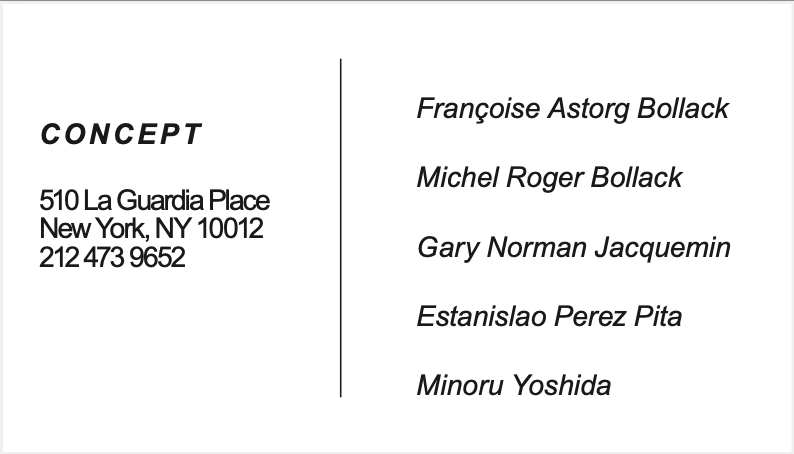 CONCEPT
510 La Guardia Place
New York, NY 10012
212 473 9652
Françoise Astorg Bollack
Michel Roger Bollack
Gary Norman Jacquemin
Estanislao Perez Pita
Minoru Yoshida